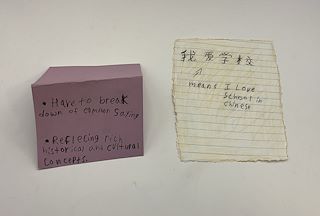 • Have to break
down of common saying
• Reflecting rich
historical and cultural
Concepts.
我爱学校
means I Love
School in
Chinese